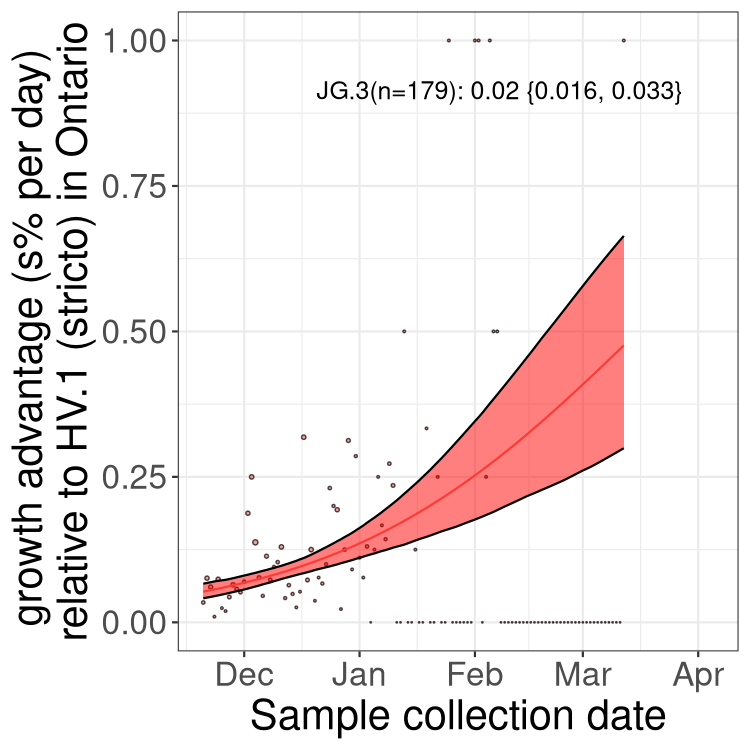 growth advantage (s% per day)
relative to HV.1 (stricto) in Ontario
1.00
JG.3(n=179): 0.02 {0.016, 0.033}
0.75
0.50
0.25
0.00
Dec Jan Feb Mar Apr
Sample collection date